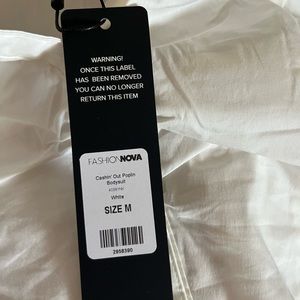 WARNING!
ONCE THIS LABEL
HAS BEEN REMOVED
YOU CAN NO LONGER
RETURN THIS ITEM
FASHIONNOVA
Cashin' Out Poplin
Bodysuit
White
SIZE M
2958390